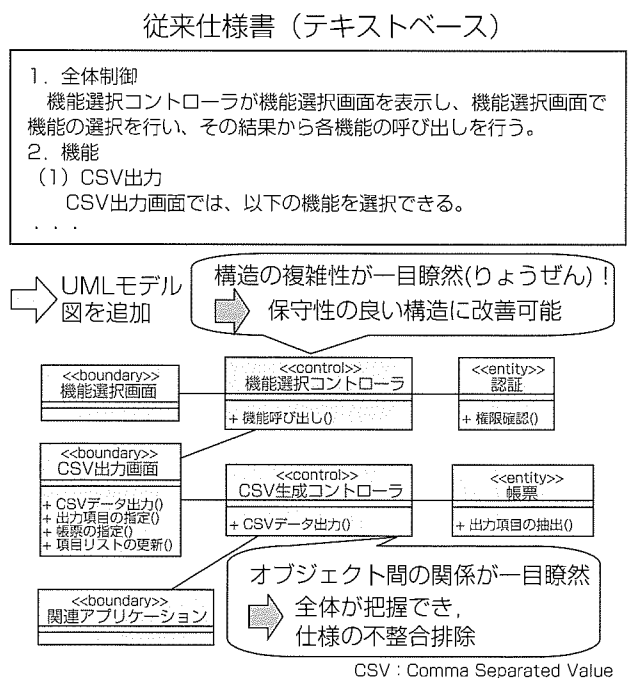 従来仕様書（テキストベース）
1．全体制御
機能選択コントローラが機能選択画面を表示し、機能選択画面で
機能の選択を行い、その結果から各機能の呼び出しを行う。
2．機能
（1）CSV出力
CSV出力画面では、以下の機能を選択できる。
・・・
UMLモデル
図を追加
構造の複雑性が一目瞭然(りょうぜん)！
保守性の良い構造に改善可能
<<boundary>>
機能選択画面
<<control>>
機能選択コントローラ
+ 機能呼び出し()
<<entity>>
認証
+ 権限確認()
<<boundary>>
CSV出力画面
+ CSVデータ出力()
+ 出力項目の指定()
+ 帳票の指定()
+ 項目リストの更新()
<<control>>
CSV生成コントローラ
+ CSVデータ出力()
<<entity>>
帳票
+ 出力項目の抽出()
<<boundary>>
関連アプリケーション
オブジェクト間の関係が一目瞭然
全体が把握でき，
仕様の不整合排除
CSV：Comma Separated Value